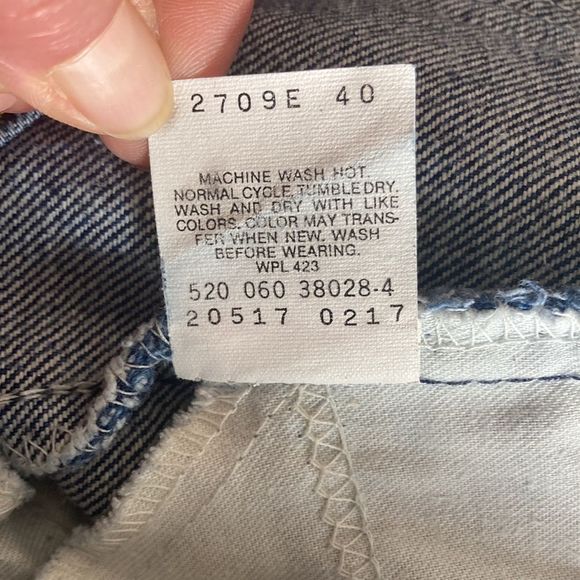 2709E 40
MACHINE WASH HOT.
NORMAL CYCLE. TUMBLE DRY.
WASH AND DRY WITH LIKE
COLORS. COLOR MAY TRANS-
FER WHEN NEW. WASH
BEFORE WEARING.
WPL 423
520 060 38028-4
20517 0217